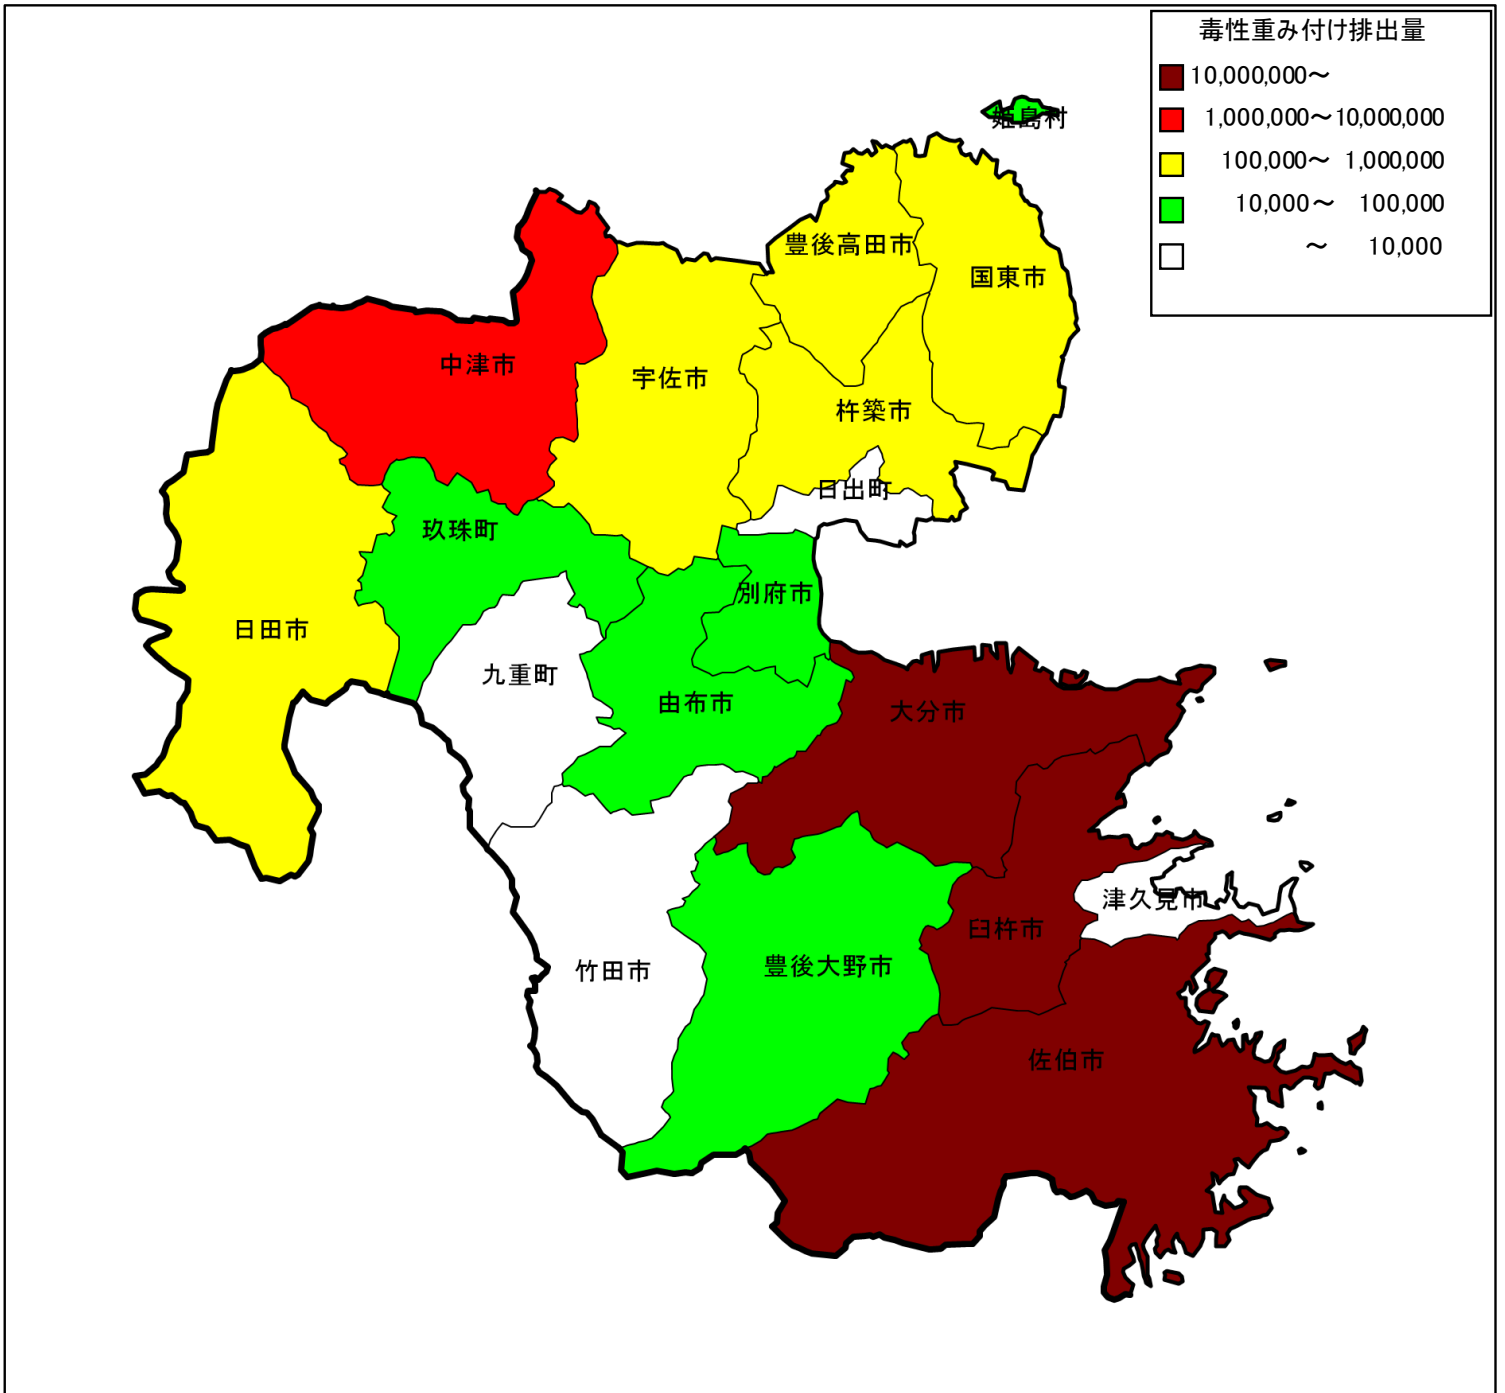 毒性重み付け排出量
10,000,000～
1,000,000～10,000,000
100,000～ 1,000,000
10,000～ 100,000
～ 10,000
姫島村
豊後高田市
国東市
中津市
宇佐市
杵築市
日出町
玖珠町
別府市
日田市
九重町
由布市
大分市
津久見市
臼杵市
竹田市
豊後大野市
佐伯市